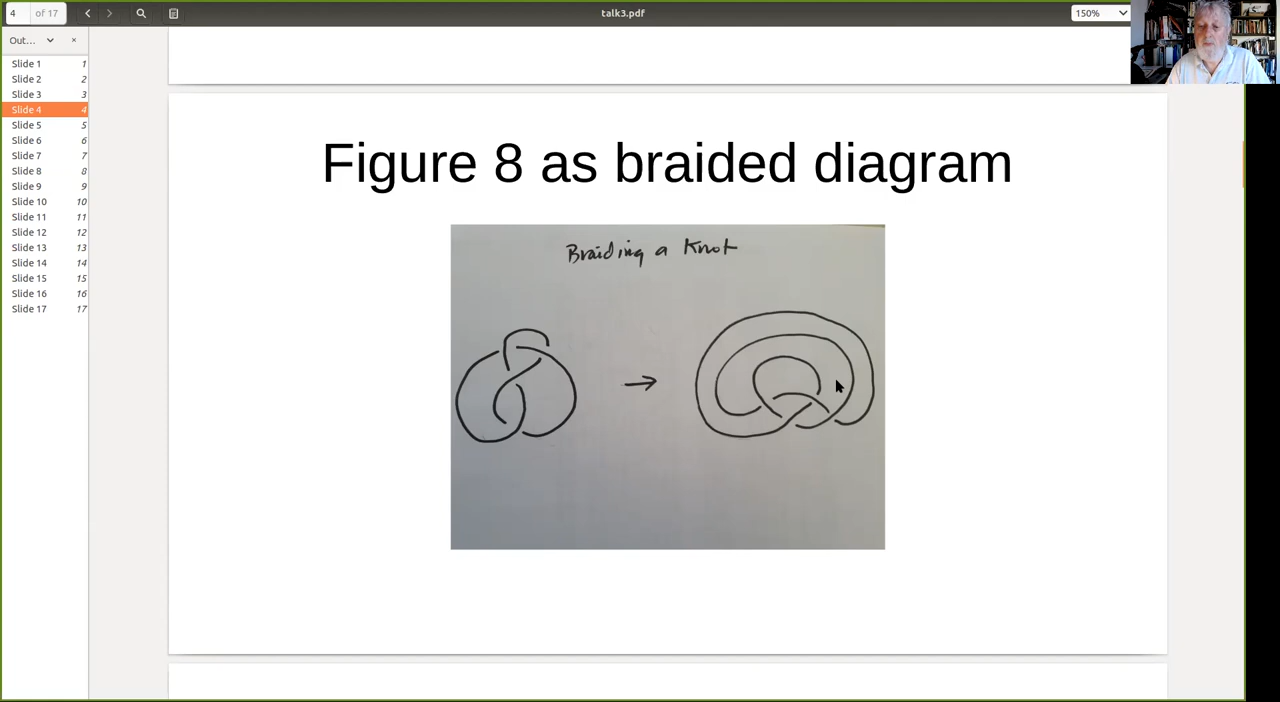 4 of 17
talk3.pdf
150%
Out...
Slide 1 1
Slide 2 2
Slide 3 3
Slide 4 4
Slide 5 5
Slide 6 6
Slide 7 7
Slide 8 8
Slide 9 9
Slide 10 10
Slide 11 11
Slide 12 12
Slide 13 13
Slide 14 14
Slide 15 15
Slide 16 16
Slide 17 17
Figure 8 as braided diagram
Braiding a Knot